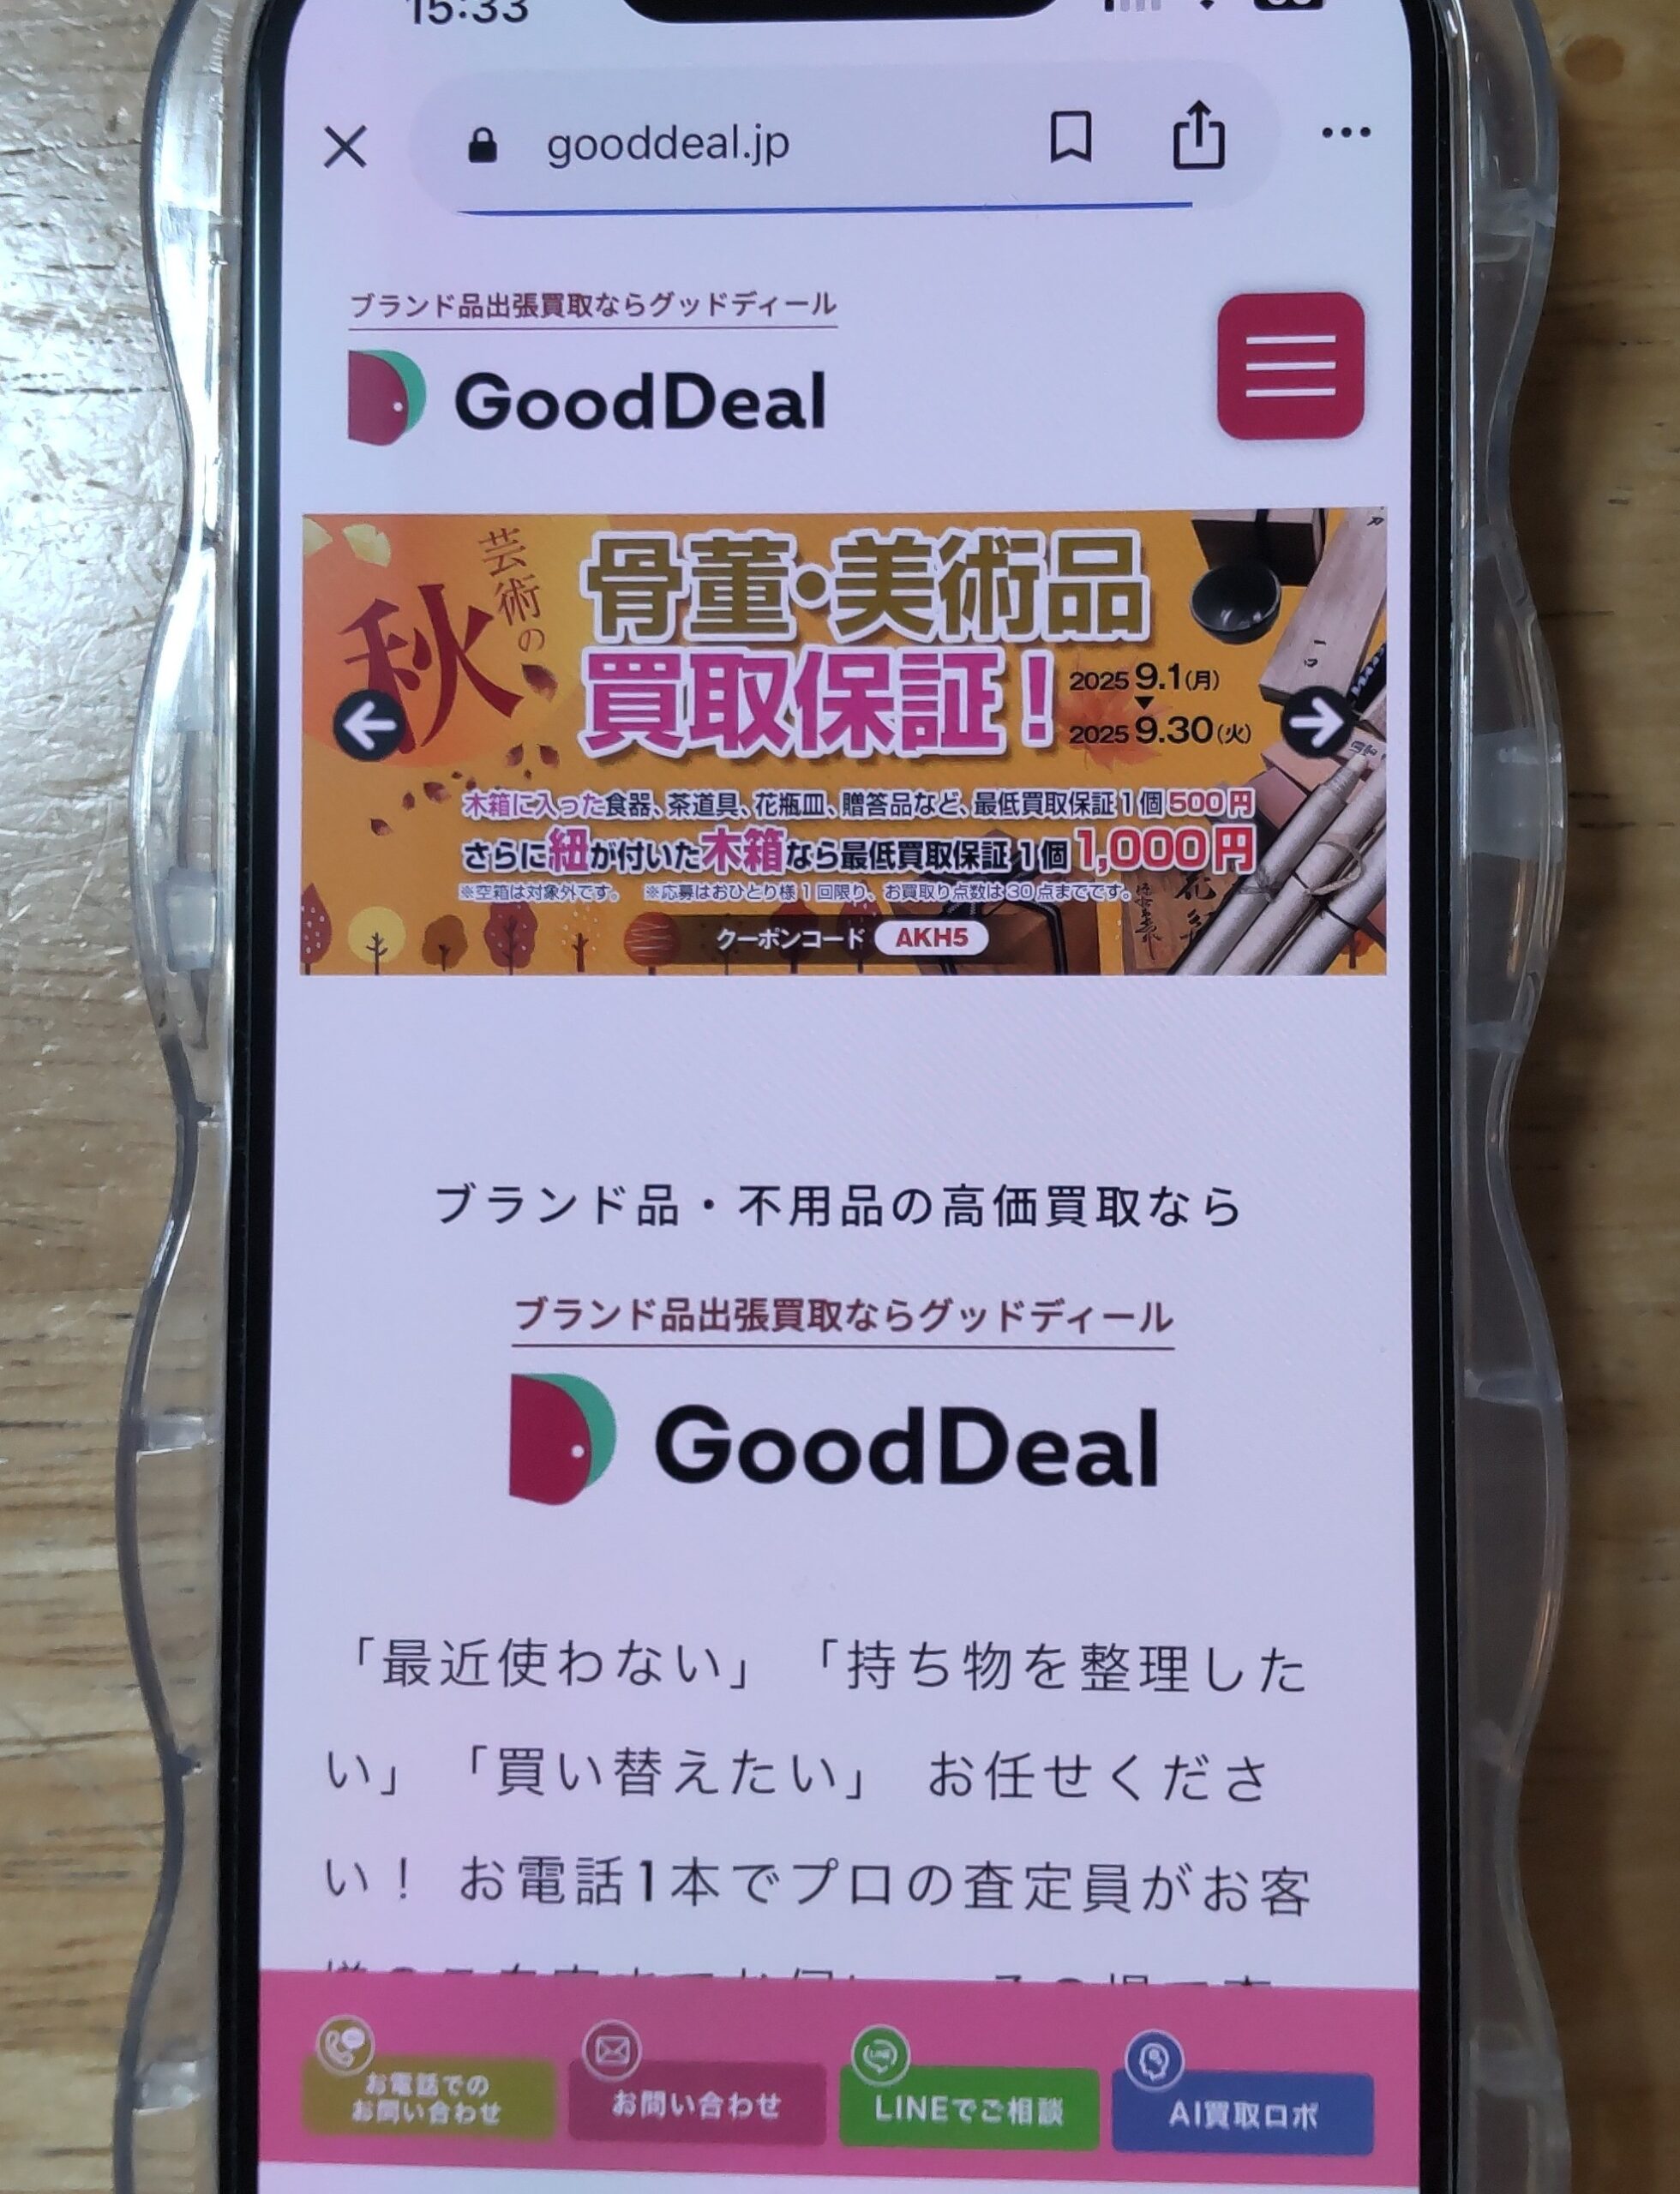 15:33
gooddeal.jp
ブランド品出張買取ならグッドディール
GoodDeal
芸術の
秋
骨董・美術品
買取保証!
2025 9.1(月)
2025 9.30(火)
木箱に入った食器、茶道具、花瓶皿、贈答品など、最低買取保証1個500円
さらに紐が付いた木箱なら最低買取保証1個1,000円
※空箱は対象外です。 ※応募はおひとり様1回限り、お買取り点数は30点までです。
クーポンコード AKH5
ブランド品・不用品の高価買取なら
ブランド品出張買取ならグッドディール
GoodDeal
「最近使わない」「持ち物を整理した
い」「買い替えたい」 お任せくださ
い! お電話1本でプロの査定員がお客
お電話での
お問い合わせ
お問い合わせ
LINE
LINEでご相談
AI買取ロボ